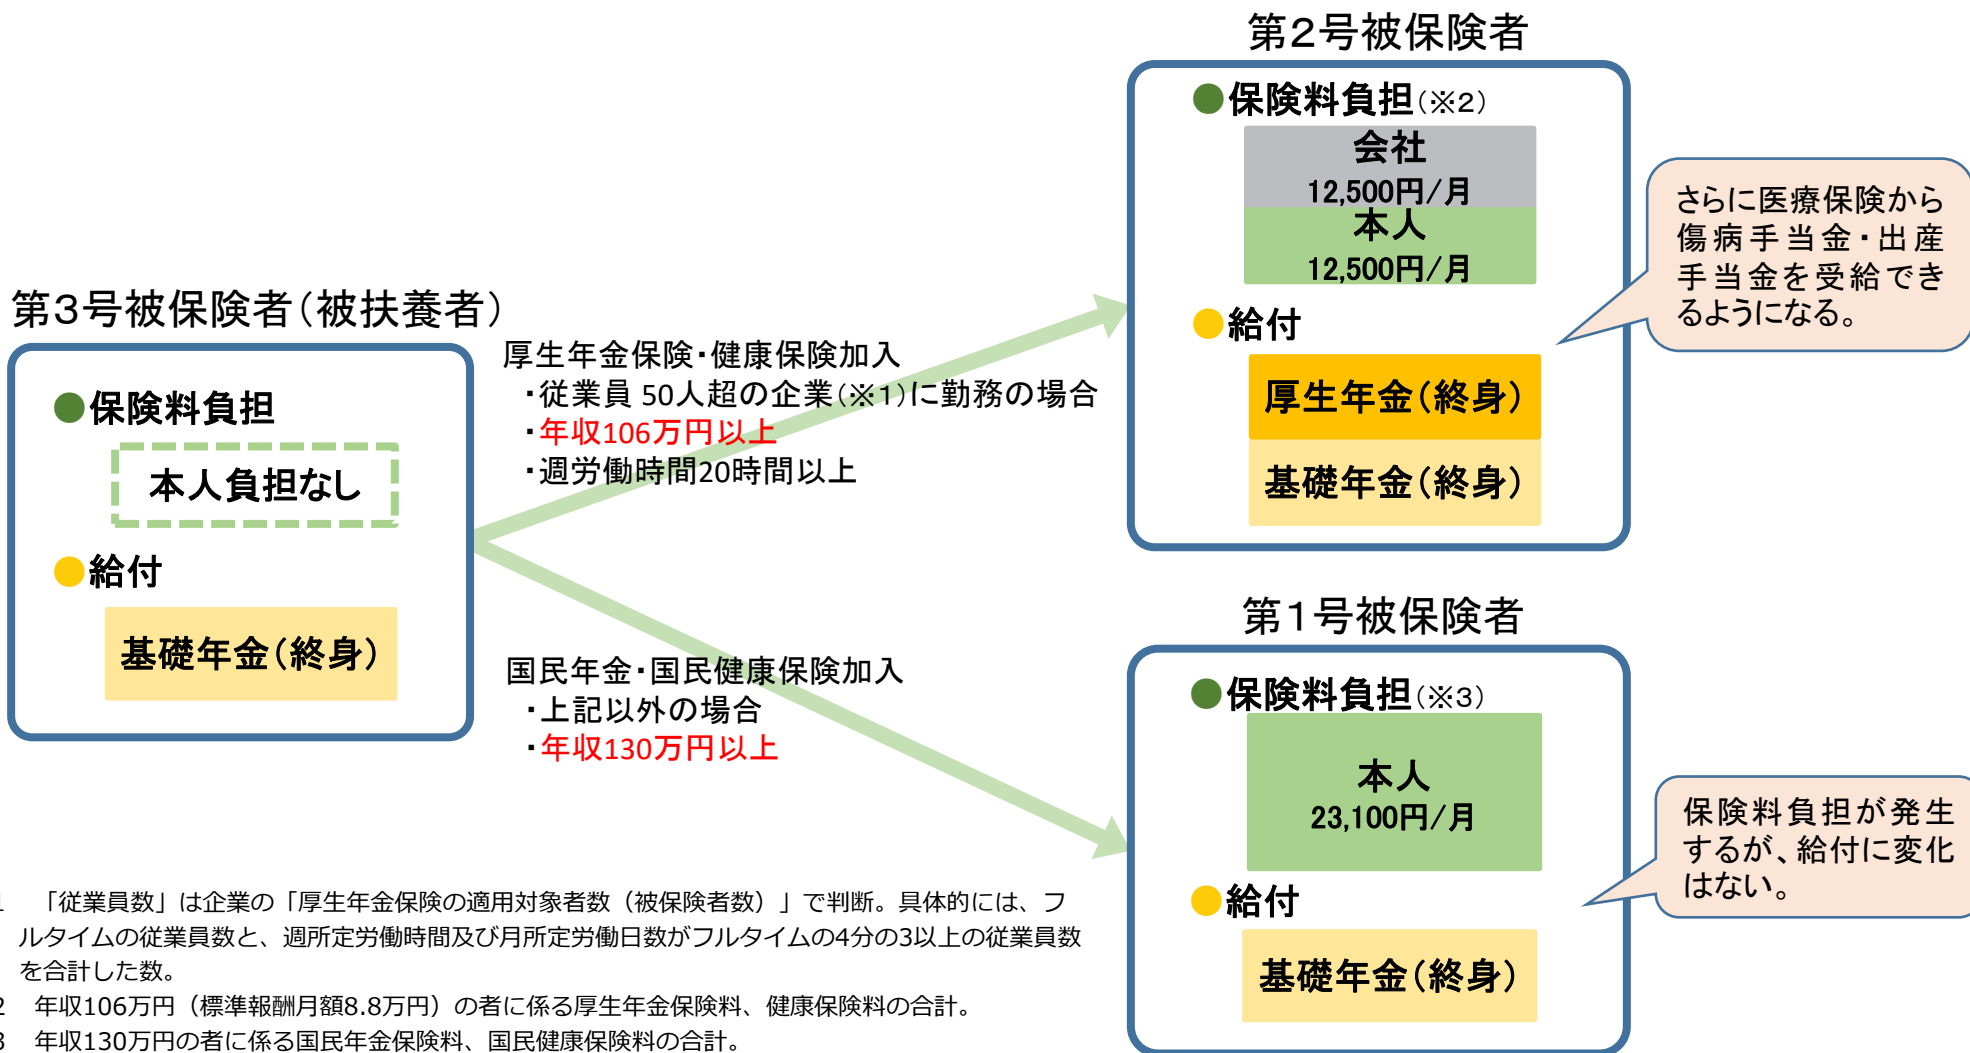 第3号被保険者(被扶養者)
●保険料負担
本人負担なし
●給付
基礎年金(終身)
厚生年金保険・健康保険加入
・従業員 50人超の企業(※1)に勤務の場合
・年収106万円以上
・週労働時間20時間以上
国民年金・国民健康保険加入
・上記以外の場合
・年収130万円以上
第2号被保険者
●保険料負担(※2)
会社
12,500円/月
本人
12,500円/月
●給付
厚生年金(終身)
基礎年金(終身)
さらに医療保険から
傷病手当金・出産
手当金を受給でき
るようになる。
第1号被保険者
●保険料負担(※3)
本人
23,100円/月
●給付
基礎年金(終身)
保険料負担が発生
するが、給付に変化
はない。
1 「従業員数」は企業の「厚生年金保険の適用対象者数（被保険者数）」で判断。具体的には、フ
ルタイムの従業員数と、週所定労働時間及び月所定労働日数がフルタイムの4分の3以上の従業員数
を合計した数。
2 年収106万円（標準報酬月額8.8万円）の者に係る厚生年金保険料、健康保険料の合計。
3 年収130万円の者に係る国民年金保険料、国民健康保険料の合計。